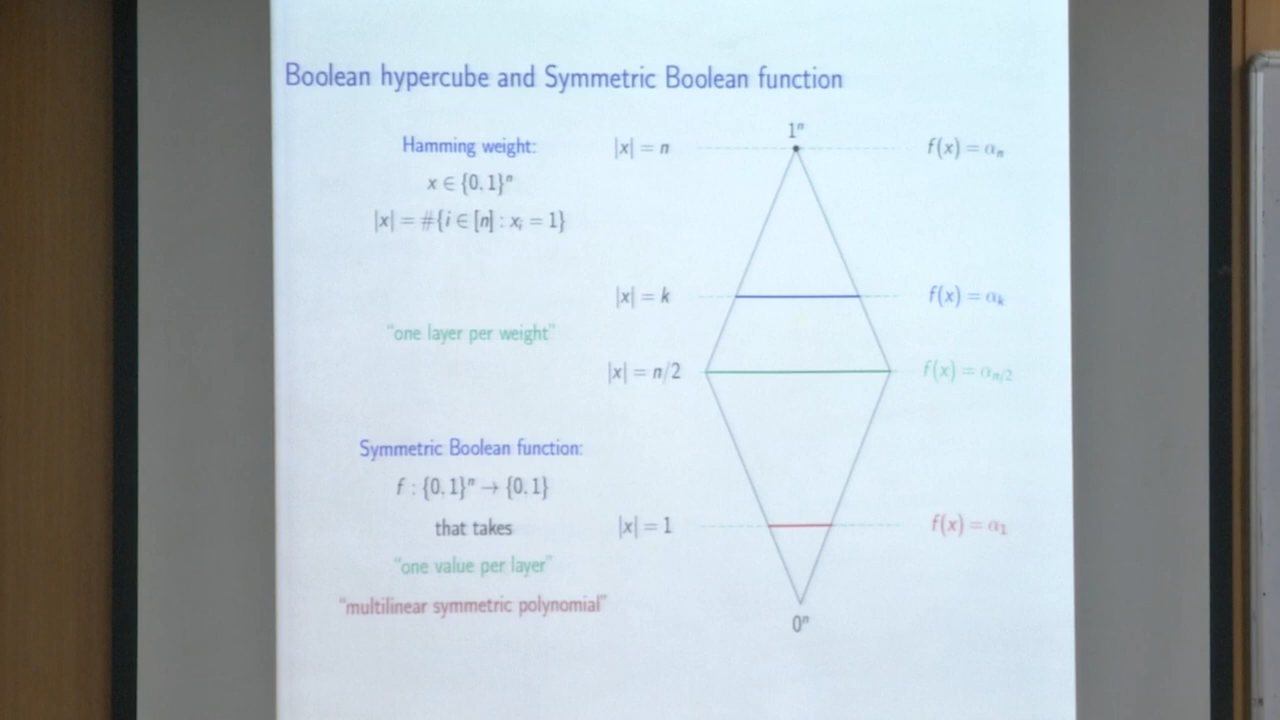 Boolean hypercube and Symmetric Boolean function
Hamming weight:
x ∈ {0, 1}ⁿ
|x| = #{i ∈ [n] : xᵢ = 1}
"one layer per weight"
Symmetric Boolean function:
f : {0, 1}ⁿ → {0, 1}
that takes
"one value per layer"
"multilinear symmetric polynomial"
1ⁿ
|x| = n f(x) = αₙ
|x| = k f(x) = αₖ
|x| = n/2 f(x) = α_{n/2}
|x| = 1 f(x) = α₁
0ⁿ